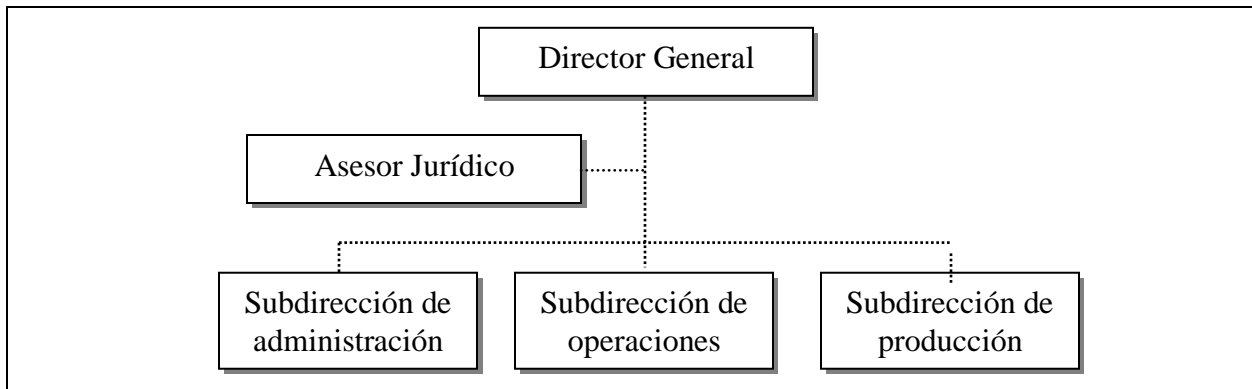 Director General
Asesor Jurídico
Subdirección de
administración
Subdirección de
operaciones
Subdirección de
producción